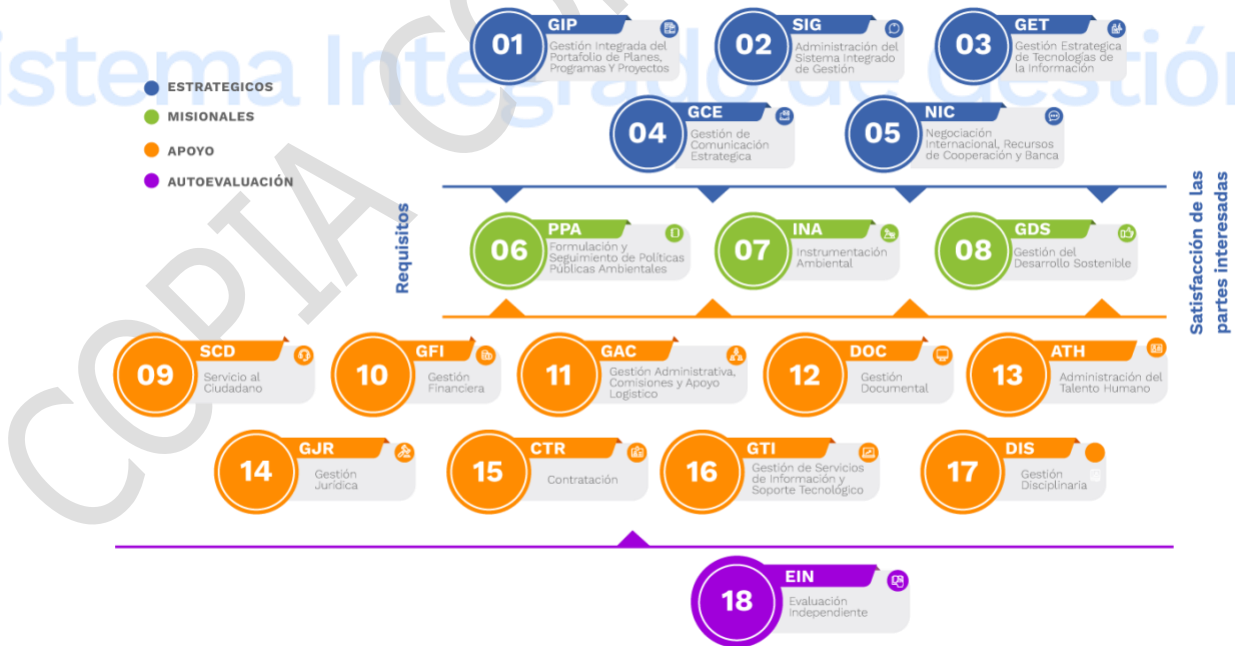 01
GIP
Gestión Integrada del
Portafolio de Planes,
Programas Y Proyectos
02
SIG
Administración del
Sistema Integrado
de Gestión
03
GET
Gestión Estrategica
de Tecnologías de
la Información
istema Integrado de Gestión
ESTRATEGICOS
MISIONALES
APOYO
AUTOEVALUACIÓN
04
GCE
Gestión de
Comunicación
Estrategica
05
NIC
Negociación
Internacional, Recursos
de Cooperación y Banca
Requisitos
06
PPA
Formulación y
Seguimiento de Políticas
Públicas Ambientales
07
INA
Instrumentación
Ambiental
08
GDS
Gestión del
Desarrollo Sostenible
Satisfacción de las
partes interesadas
09
SCD
Servicio al
Ciudadano
10
GFI
Gestión
Financiera
11
GAC
Gestión Administrativa,
Comisiones y Apoyo
Logistico
12
DOC
Gestión
Documental
13
ATH
Administración del
Talento Humano
14
GJR
Gestión
Jurídica
15
CTR
Contratación
16
GTI
Gestión de Servicios
de Información y
Soporte Tecnológico
17
DIS
Gestión
Disciplinaria
18
EIN
Evaluación
independiente
COPIA CO